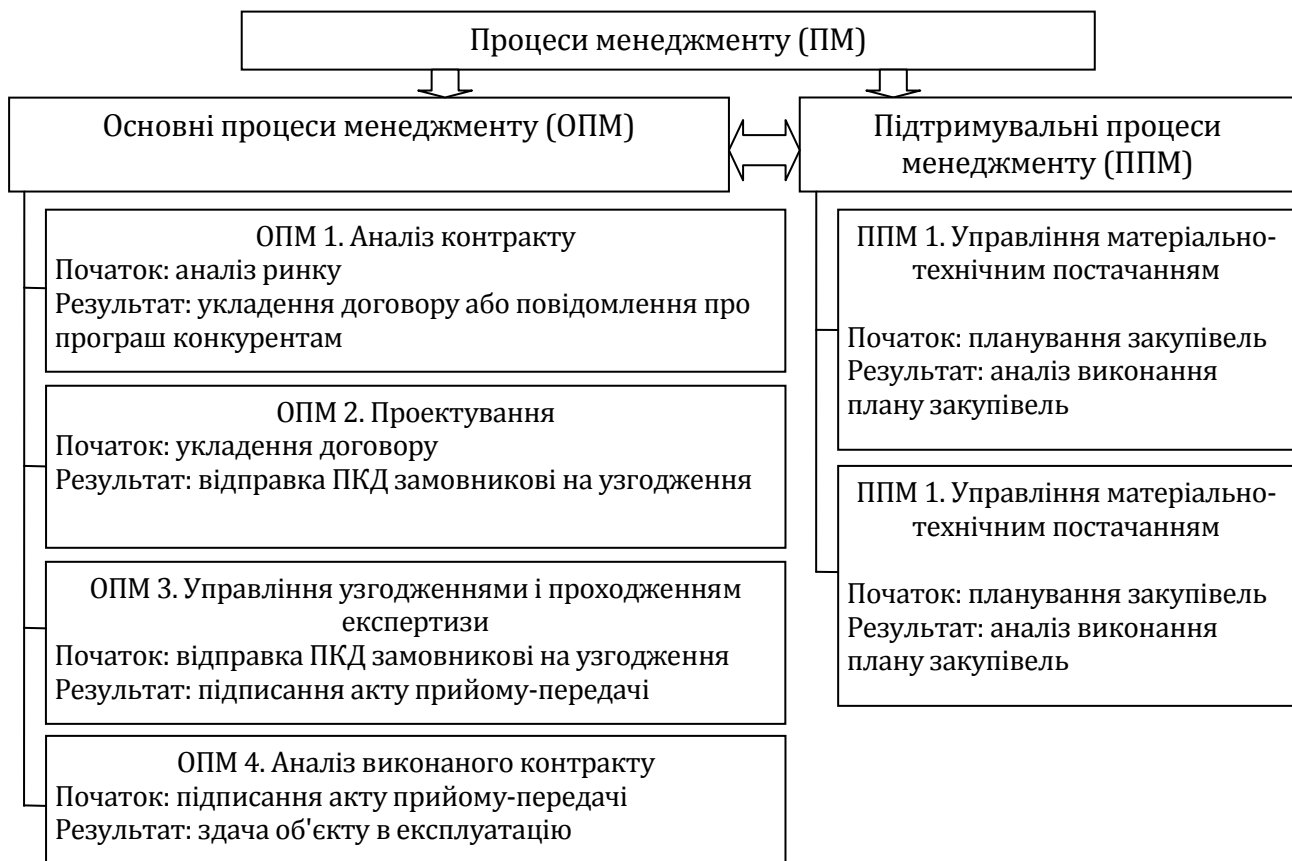 Процеси менеджменту (ПМ)
Основні процеси менеджменту (ОПМ)
Підтримувальні процеси
менеджменту (ППМ)
ОПМ 1. Аналіз контракту
Початок: аналіз ринку
Результат: укладення договору або повідомлення про
програш конкурентам
ОПМ 2. Проектування
Початок: укладення договору
Результат: відправка ПКД замовникові на узгодження
ОПМ 3. Управління узгодженнями і проходженням
експертизи
Початок: відправка ПКД замовникові на узгодження
Результат: підписання акту прийому-передачі
ОПМ 4. Аналіз виконаного контракту
Початок: підписання акту прийому-передачі
Результат: здача об'єкту в експлуатацію
ППМ 1. Управління матеріально-
технічним постачанням
Початок: планування закупівель
Результат: аналіз виконання
плану закупівель
ППМ 1. Управління матеріально-
технічним постачанням
Початок: планування закупівель
Результат: аналіз виконання
плану закупівель